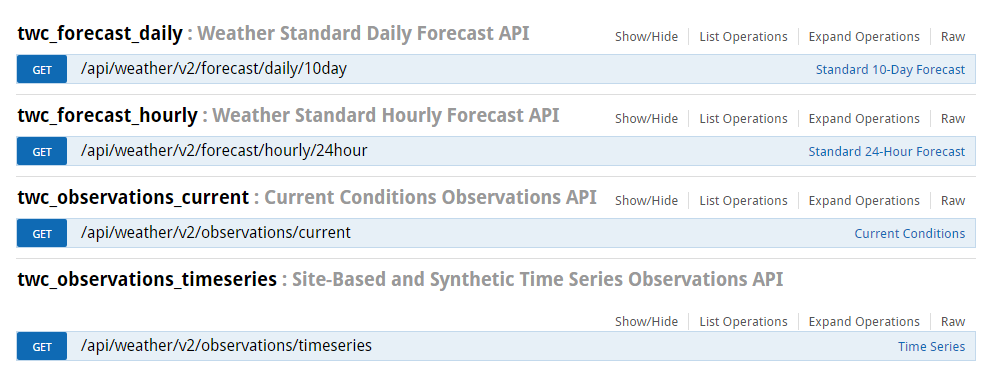 twc_forecast_daily : Weather Standard Daily Forecast API Show/Hide List Operations Expand Operations Raw
GET /api/weather/v2/forecast/daily/10day Standard 10-Day Forecast
twc_forecast_hourly : Weather Standard Hourly Forecast API Show/Hide List Operations Expand Operations Raw
GET /api/weather/v2/forecast/hourly/24hour Standard 24-Hour Forecast
twc_observations_current : Current Conditions Observations API Show/Hide List Operations Expand Operations Raw
GET /api/weather/v2/observations/current Current Conditions
twc_observations_timeseries : Site-Based and Synthetic Time Series Observations API
Show/Hide List Operations Expand Operations Raw
GET /api/weather/v2/observations/timeseries Time Series